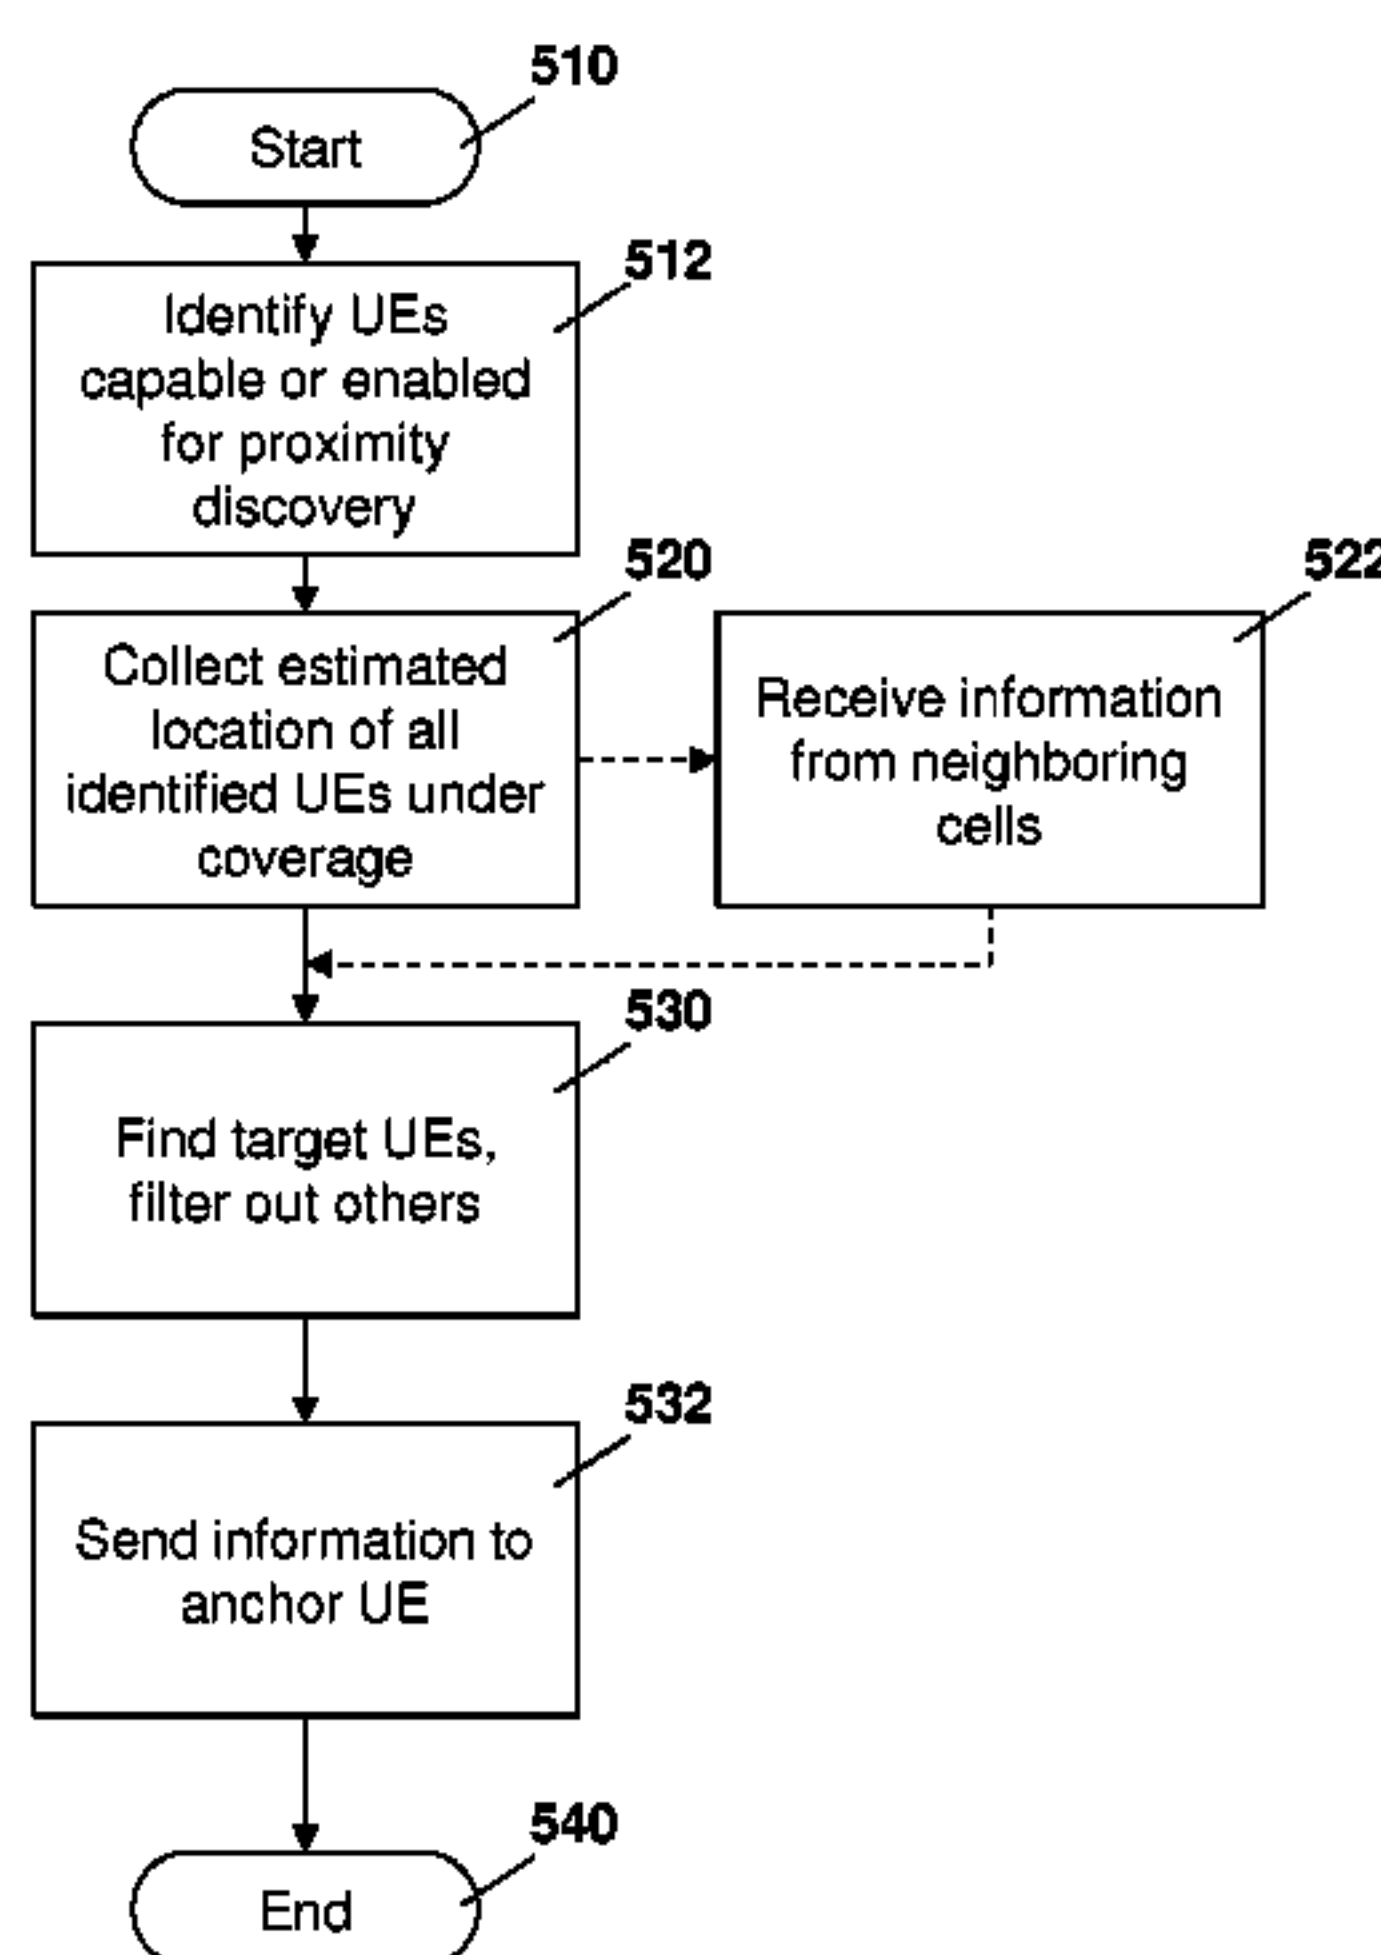 510
Start
512
Identify UEs
capable or enabled
for proximity
discovery
520
Collect estimated
location of all
identified UEs under
coverage
522
Receive information
from neighboring
cells
530
Find target UEs,
filter out others
532
Send information to
anchor UE
540
End